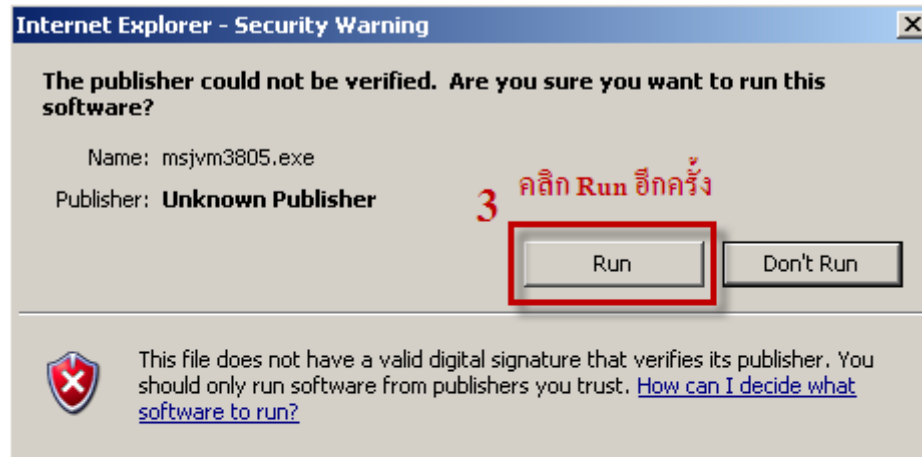 Internet Explorer - Security Warning
The publisher could not be verified.  Are you sure you want to run this
software?
Name: msjvm3805.exe
Publisher: Unknown Publisher
3 คลิก Run อีกครั้ง
Run
Don't Run
This file does not have a valid digital signature that verifies its publisher. You
should only run software from publishers you trust. How can I decide what
software to run?